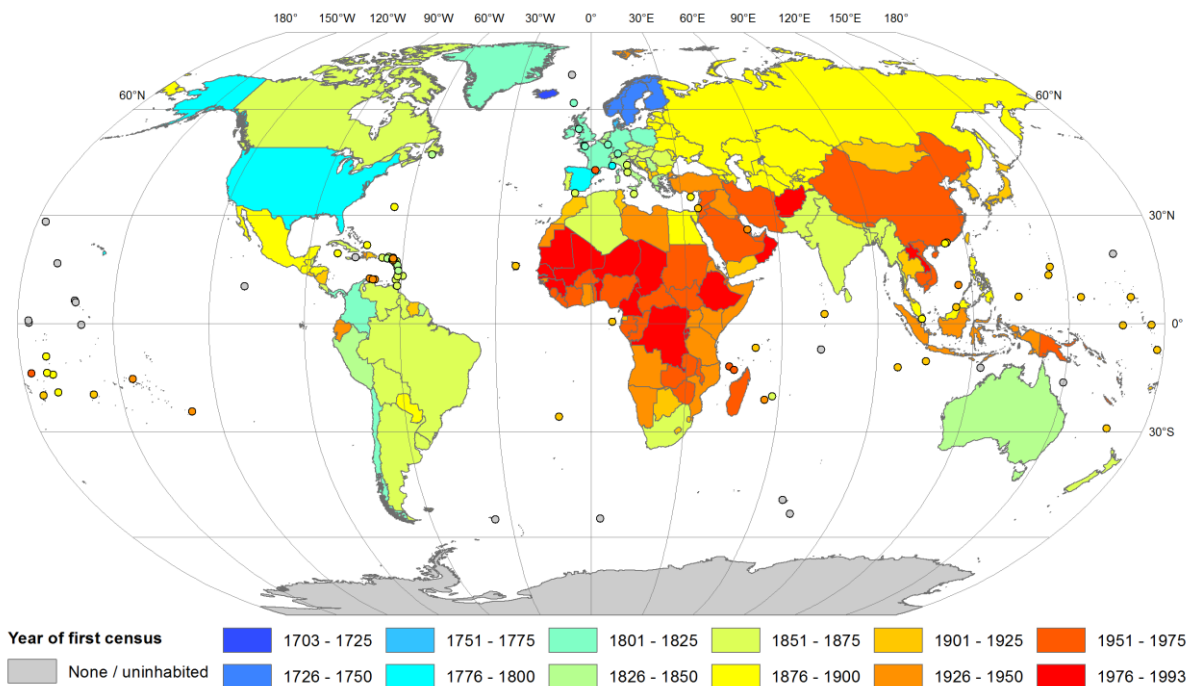 180° 150°W 120°W 90°W 60°W 30°W 0° 30°E 60°E 90°E 120°E 150°E 180°
60°N 60°N
30°N
0°
30°S
Year of first census
None / uninhabited
1703 - 1725
1726 - 1750
1751 - 1775
1776 - 1800
1801 - 1825
1826 - 1850
1851 - 1875
1876 - 1900
1901 - 1925
1926 - 1950
1951 - 1975
1976 - 1993